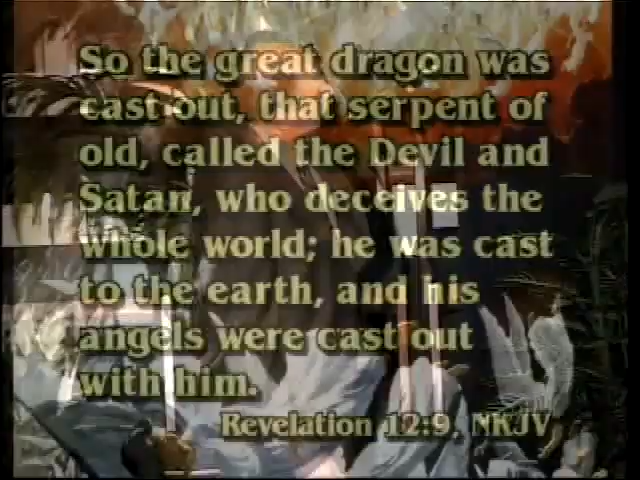 So the great dragon was
cast out, that serpent of
old, called the Devil and
Satan, who deceives the
whole world; he was cast
to the earth, and his
angels were cast out
with him.
Revelation 12:9, NKJV